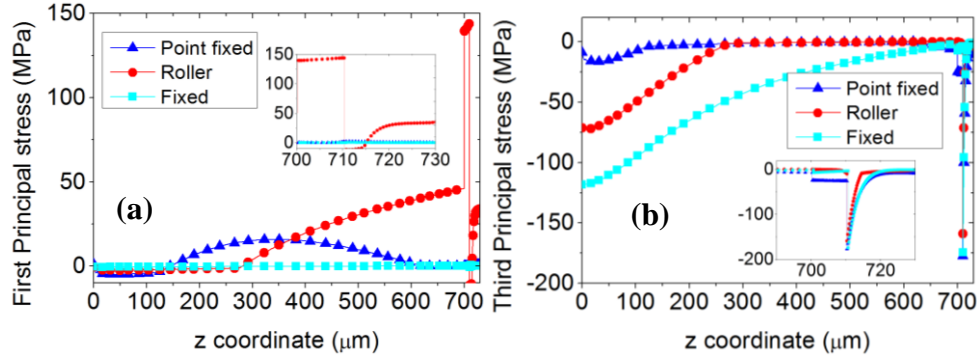 150
100
50
0
First Principal stress (MPa)
Point fixed
Roller
Fixed
150
100
50
0
700 710 720 730
(a)
0 100 200 300 400 500 600 700
z coordinate (μm)
0
-50
-100
-150
-200
Third Principal stress (MPa)
Point fixed
Roller
Fixed
0
-100
-200
700 720
(b)
0 100 200 300 400 500 600 700
z coordinate (μm)